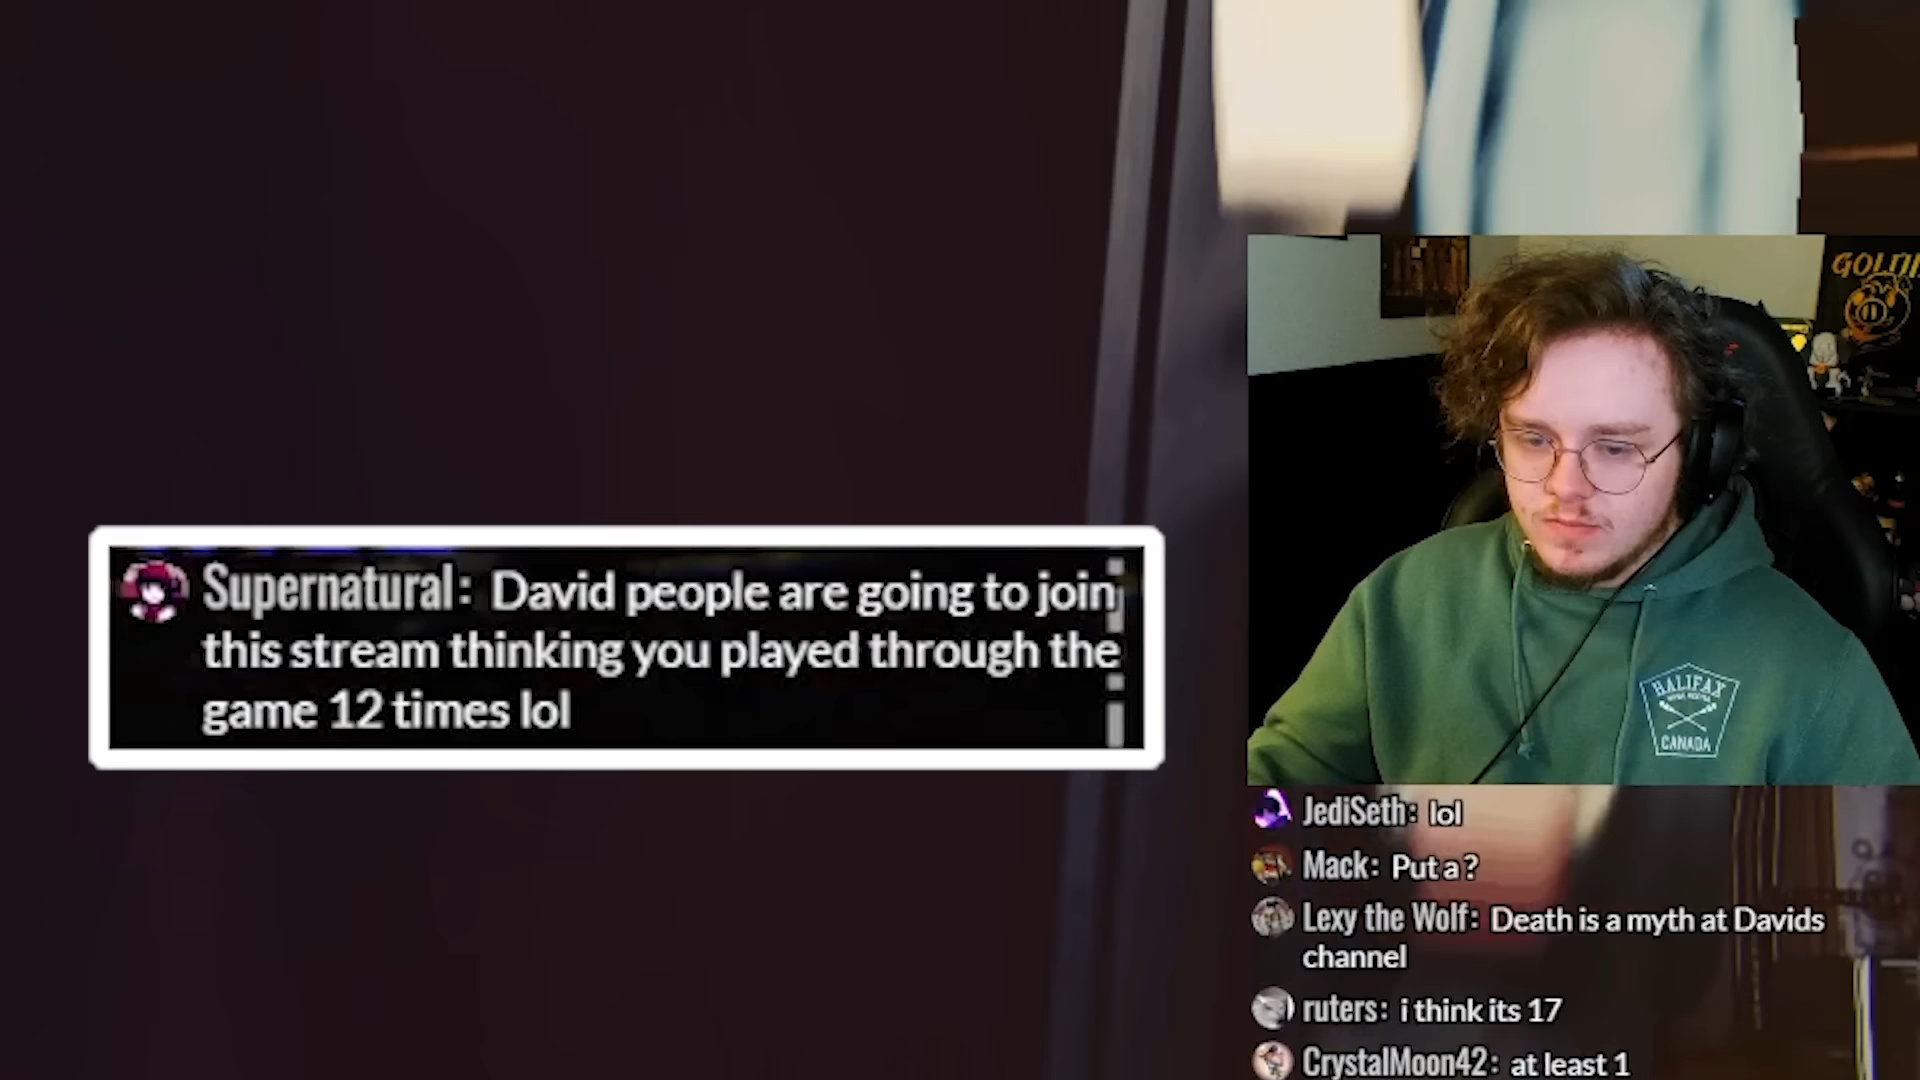 Supernatural: David people are going to join
this stream thinking you played through the
game 12 times lol
HALIFAX
CANADA
JediSeth: lol
Mack: Put a ?
Lexy the Wolf: Death is a myth at Davids
channel
ruters: i think its 17
CrystalMoon42: at least 1